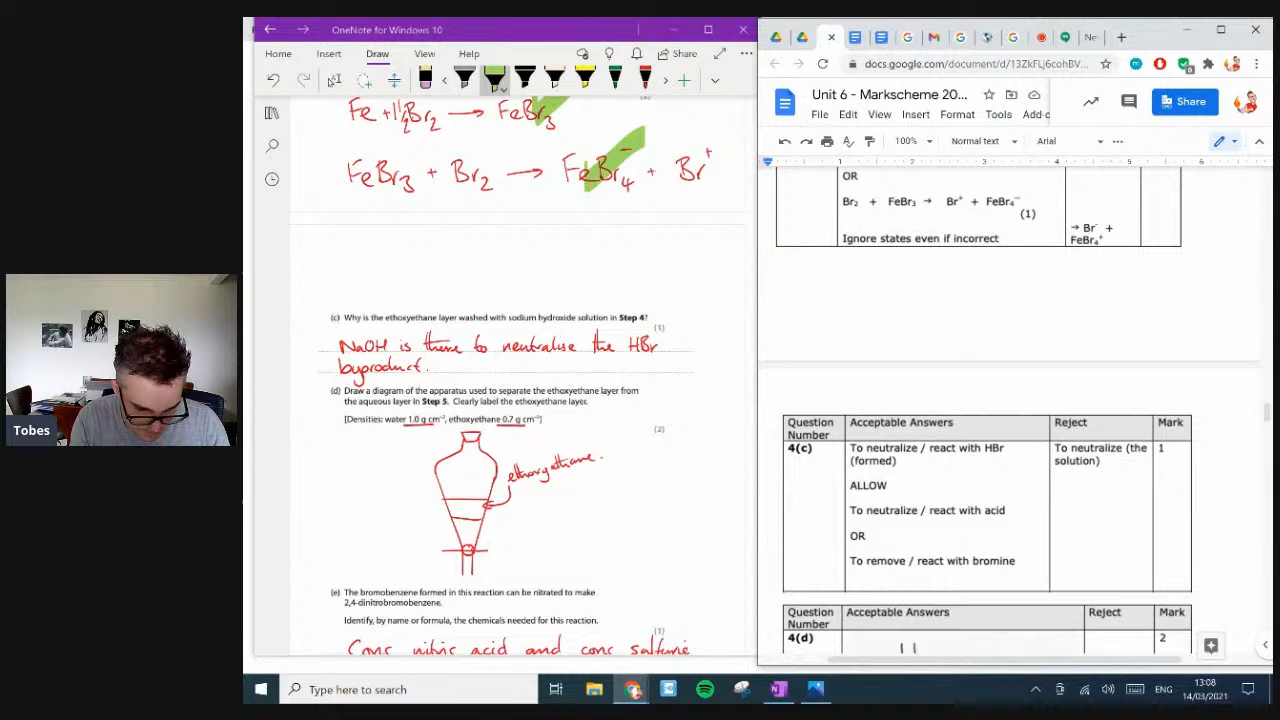 OneNote for Windows 10
Home Insert Draw View Help Share
Fe + 1½Br₂ → FeBr₃
FeBr₃ + Br₂ → FeBr₄⁻ + Br⁺
(c) Why is the ethoxyethane layer washed with sodium hydroxide solution in Step 4?
(1)
NaOH is there to neutralise the HBr
byproduct.
(d) Draw a diagram of the apparatus used to separate the ethoxyethane layer from
the aqueous layer in Step 5. Clearly label the ethoxyethane layer.
[Densities: water 1.0 g cm⁻³, ethoxyethane 0.7 g cm⁻³]
(2)
ethoxyethane.
(e) The bromobenzene formed in this reaction can be nitrated to make
2,4-dinitrobromobenzene.
Identify, by name or formula, the chemicals needed for this reaction.
(1)
Conc nitric acid and conc sulfuric
Tobes
Ne
docs.google.com/document/d/13ZkFLj6cohBV...
Unit 6 - Markscheme 20...
Share
File Edit View Insert Format Tools Add-o
100% Normal text Arial
1 2 3 4 5 6
OR
Br₂ + FeBr₃ → Br⁺ + FeBr₄⁻
(1)
Ignore states even if incorrect
→ Br⁻ +
FeBr₄⁺
Question Number Acceptable Answers Reject Mark
4(c) To neutralize / react with HBr (formed) To neutralize (the solution) 1
ALLOW
To neutralize / react with acid
OR
To remove / react with bromine
Question Number Acceptable Answers Reject Mark
4(d) 2
Type here to search
ENG
13:08
14/03/2021